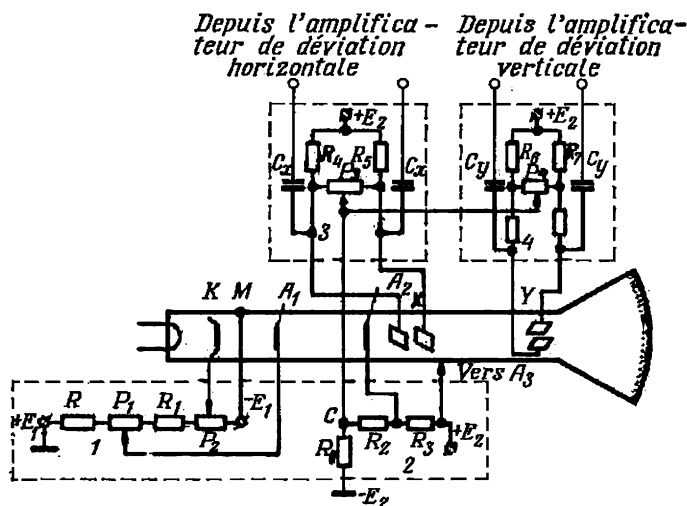 Depuis l'amplifica-
teur de déviation
horizontale
Depuis l'amplifica-
teur de déviation
verticale
+E₂
+E₂
R₄
R₅
R₆
R₇
Cx
Cx
Cy
Cy
3
4
K
M
A₁
A₂
Y
Vers A₃
+E₁
R
P₁
R₁
P₂
-E₁
1
C
R₂
R₃
+E₂
2
-E₂